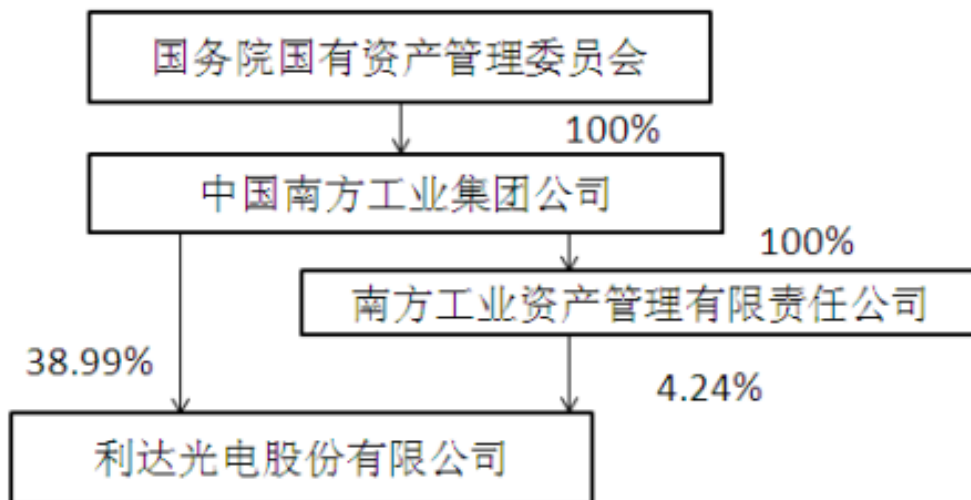 国务院国有资产管理委员会
100%
中国南方工业集团公司
100%
南方工业资产管理有限责任公司
38.99%
4.24%
利达光电股份有限公司